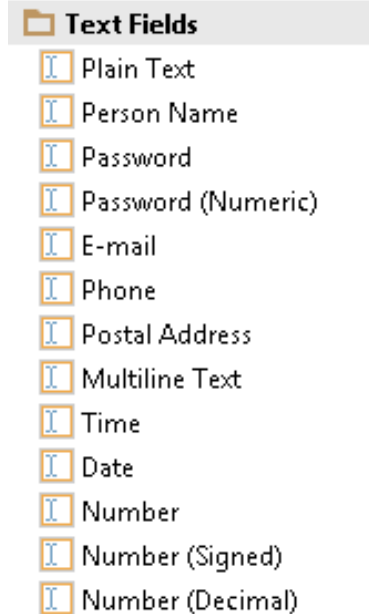 Text Fields
Plain Text
Person Name
Password
Password (Numeric)
E-mail
Phone
Postal Address
Multiline Text
Time
Date
Number
Number (Signed)
Number (Decimal)